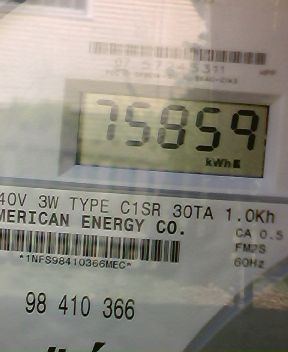 75859
kWh
40V 3W TYPE C1SR 30TA 1.0Kh
MERICAN ENERGY CO.
CA 0.5
FM2S
60Hz
*1NFS98410366MEC*
98 410 366